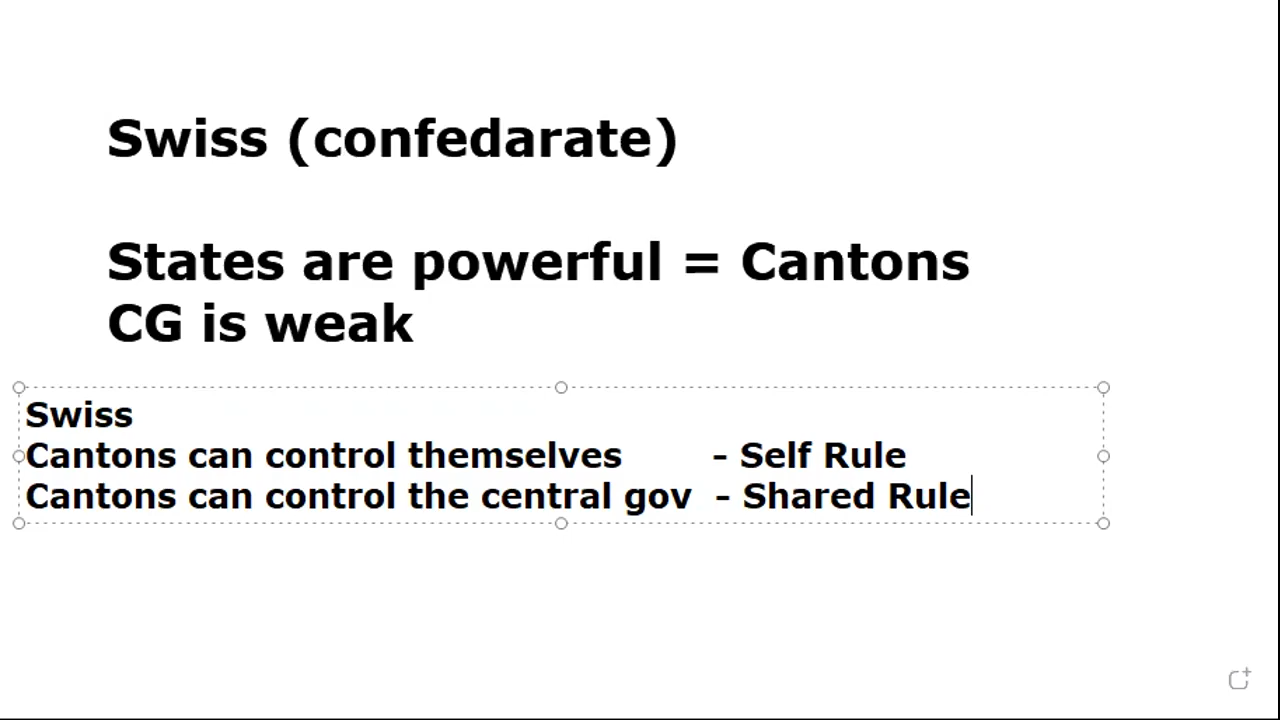 Swiss (confedarate)
States are powerful = Cantons
CG is weak
Swiss
Cantons can control themselves - Self Rule
Cantons can control the central gov - Shared Rule